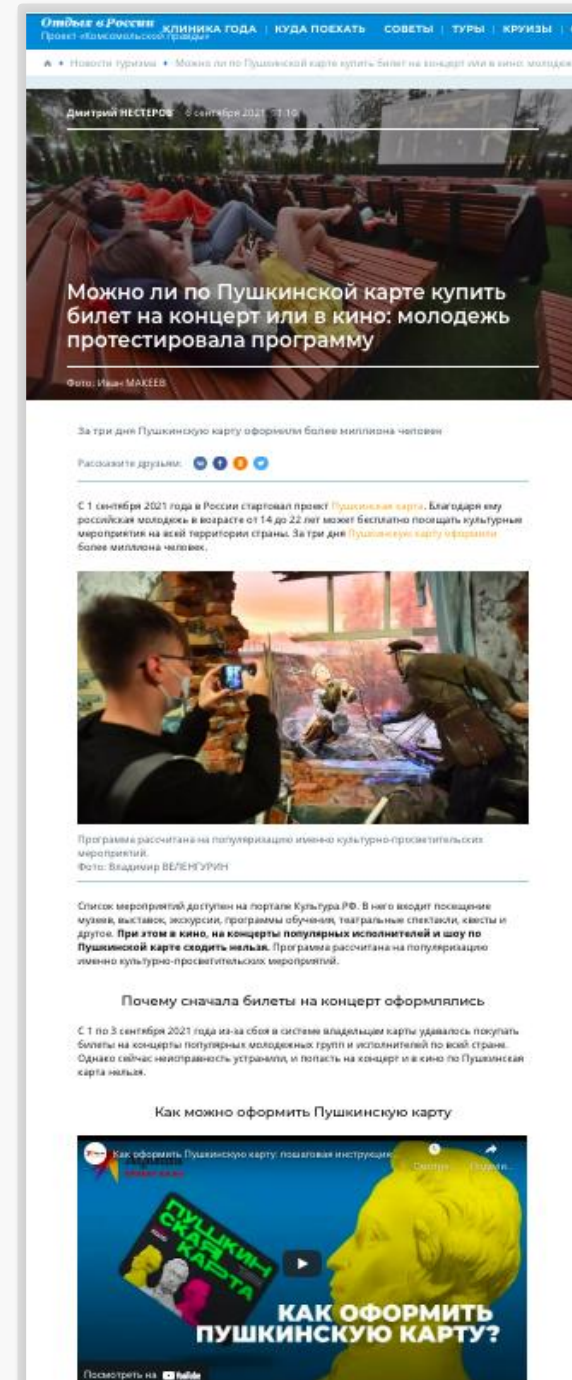 Отдых в России
Проект «Комсомольской правды»
КЛИНИКА ГОДА | КУДА ПОЕХАТЬ СОВЕТЫ | ТУРЫ | КРУИЗЫ |
Новости туризма • Можно ли по Пушкинской карте купить билет на концерт или в кино: молодеж
Дмитрий НЕСТЕРОВ 6 сентября 2021 11:10
Можно ли по Пушкинской карте купить
билет на концерт или в кино: молодежь
протестировала программу
Фото: Иван МАКЕЕВ
За три дня Пушкинскую карту оформили более миллиона человек
Расскажите друзьям:
С 1 сентября 2021 года в России стартовал проект Пушкинская карта. Благодаря ему
российская молодежь в возрасте от 14 до 22 лет может бесплатно посещать культурные
мероприятия на всей территории страны. За три дня Пушкинскую карту оформили
более миллиона человек.
Программа рассчитана на популяризацию именно культурно-просветительских
мероприятий.
Фото: Владимир ВЕЛЕНГУРИН
Список мероприятий доступен на портале Культура.РФ. В него входит посещение
музеев, выставок, экскурсии, программы обучения, театральные спектакли, квесты и
другое. При этом в кино, на концерты популярных исполнителей и шоу по
Пушкинской карте сходить нельзя. Программа рассчитана на популяризацию
именно культурно-просветительских мероприятий.
Почему сначала билеты на концерт оформлялись
С 1 по 3 сентября 2021 года из-за сбоя в системе владельцам карты удавалось покупать
билеты на концерты популярных молодежных групп и исполнителей по всей стране.
Однако сейчас неисправность устранили, и попасть на концерт и в кино по Пушкинская
карта нельзя.
Как можно оформить Пушкинскую карту
Как оформить Пушкинскую карту: пошаговая инструкция...
ПУШКИН
СКАЯ
КАРТА
КАК ОФОРМИТЬ
ПУШКИНСКУЮ КАРТУ?
Посмотреть на YouTube